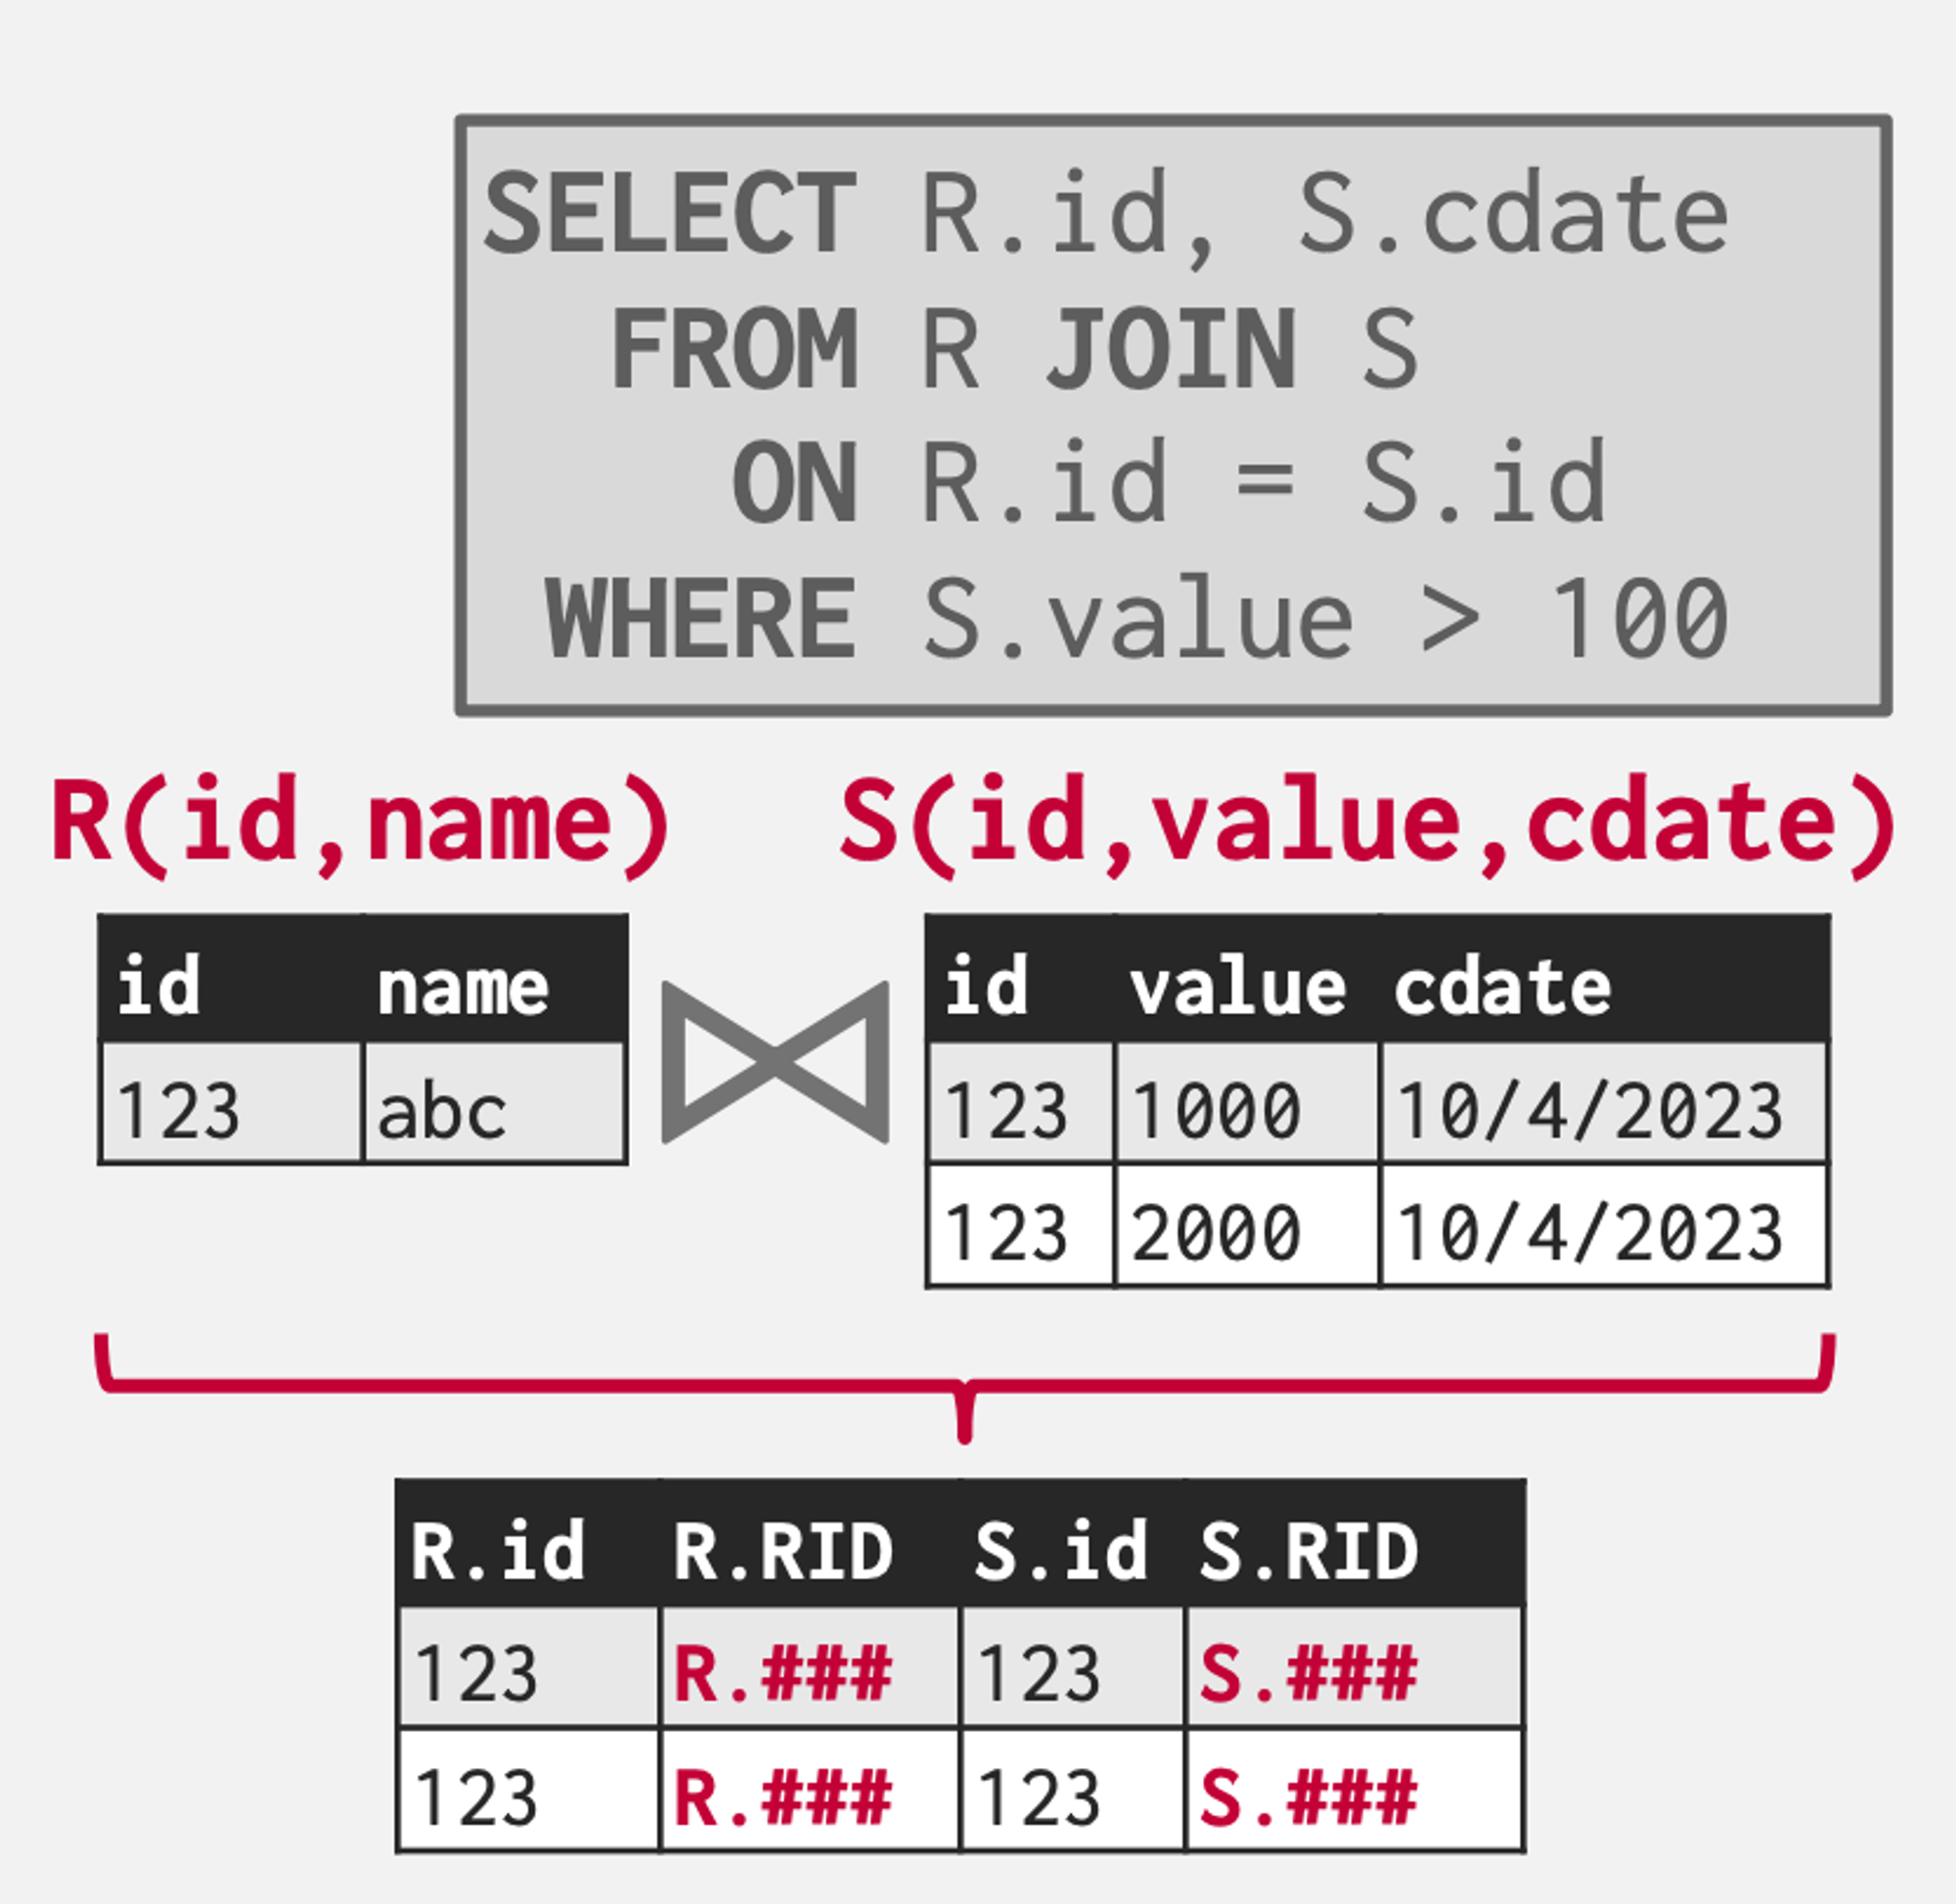 SELECT R.id, S.cdate
FROM R JOIN S
ON R.id = S.id
WHERE S.value > 100
R(id,name) S(id,value,cdate)
id name
123 abc
id value cdate
123 1000 10/4/2023
123 2000 10/4/2023
R.id R.RID S.id S.RID
123 R.### 123 S.###
123 R.### 123 S.###